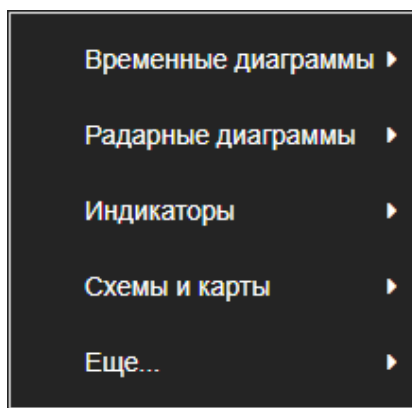 Временные диаграммы
Радарные диаграммы
Индикаторы
Схемы и карты
Еще...